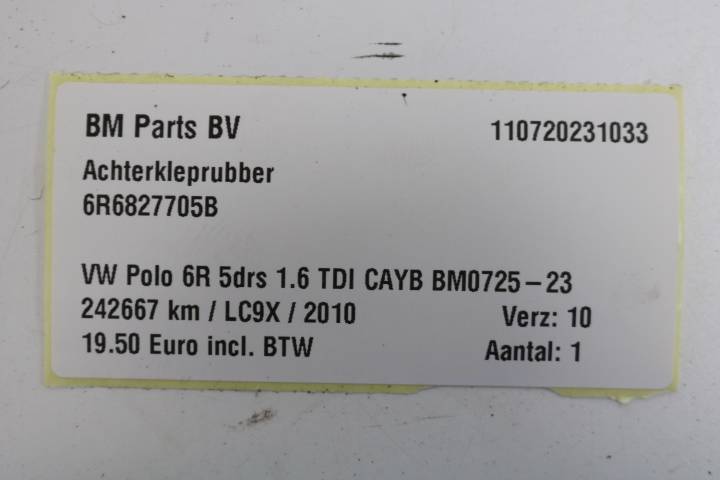 BM Parts BV 110720231033
Achterkleprubber
6R6827705B
VW Polo 6R 5drs 1.6 TDI CAYB BM0725-23
242667 km / LC9X / 2010 Verz: 10
19.50 Euro incl. BTW Aantal: 1